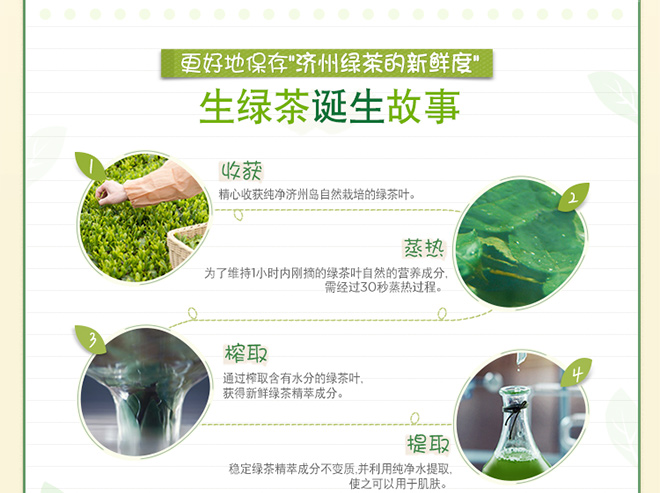 更好地保存"济州绿茶的新鲜度"
生绿茶诞生故事
1
收获
精心收获纯净济州岛自然栽培的绿茶叶。
2
蒸热
为了维持1小时内刚摘的绿茶叶自然的营养成分,
需经过30秒蒸热过程。
3
榨取
通过榨取含有水分的绿茶叶,
获得新鲜绿茶精萃成分。
4
提取
稳定绿茶精萃成分不变质,并利用纯净水提取,
使之可以用于肌肤。